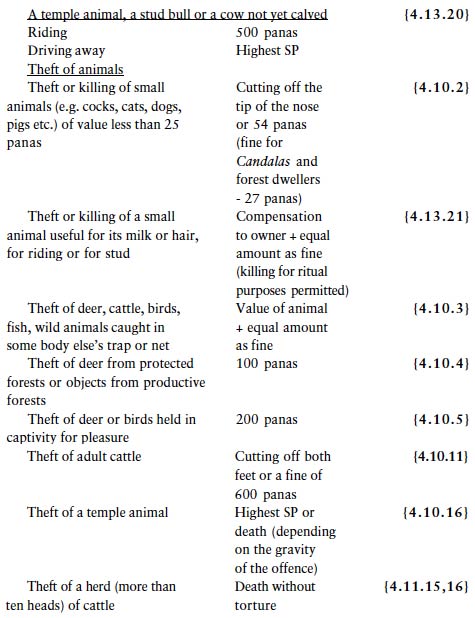 A temple animal, a stud bull or a cow not yet calved {4.13.20}
Riding 500 panas
Driving away Highest SP
Theft of animals
Theft or killing of small Cutting off the {4.10.2}
animals (e.g. cocks, cats, dogs, tip of the nose
pigs etc.) of value less than 25 or 54 panas
panas (fine for
Candalas and
forest dwellers
- 27 panas)
Theft or killing of a small Compensation {4.13.21}
animal useful for its milk or hair, to owner + equal
for riding or for stud amount as fine
(killing for ritual
purposes permitted)
Theft of deer, cattle, birds, Value of animal {4.10.3}
fish, wild animals caught in + equal amount
some body else's trap or net as fine
Theft of deer from protected 100 panas {4.10.4}
forests or objects from productive
forests
Theft of deer or birds held in 200 panas {4.10.5}
captivity for pleasure
Theft of adult cattle Cutting off both {4.10.11}
feet or a fine of
600 panas
Theft of a temple animal Highest SP or {4.10.16}
death (depending
on the gravity
of the offence)
Theft of a herd (more than Death without {4.11.15,16}
ten heads) of cattle torture